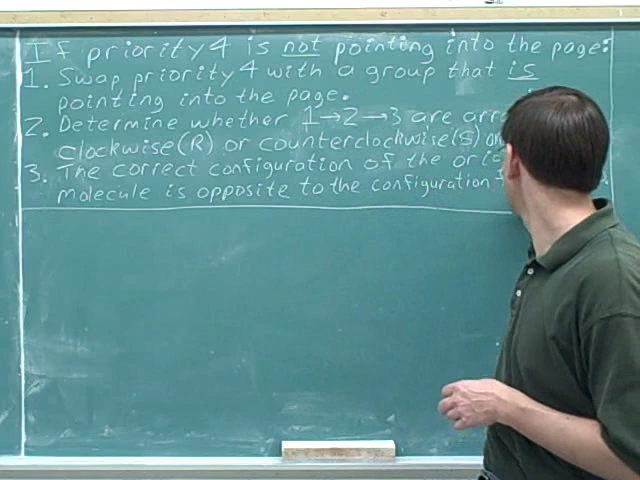 If priority 4 is not pointing into the page:
1. Swap priority 4 with a group that is
pointing into the page.
2. Determine whether 1→2→3 are
clockwise(R) or counterclockwise(S)
3. The correct configuration of the
molecule is opposite to the configuration